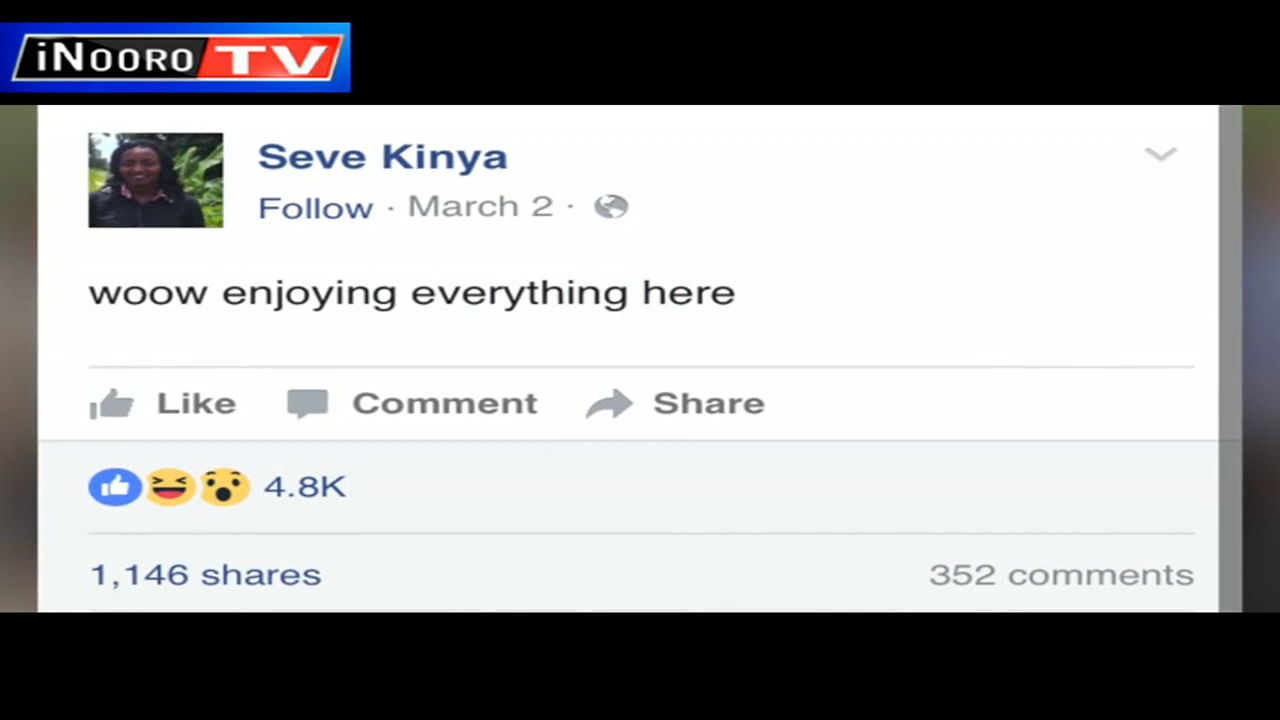 iNOORO TV
Seve Kinya
Follow · March 2 ·
woow enjoying everything here
Like Comment Share
4.8K
1,146 shares 352 comments